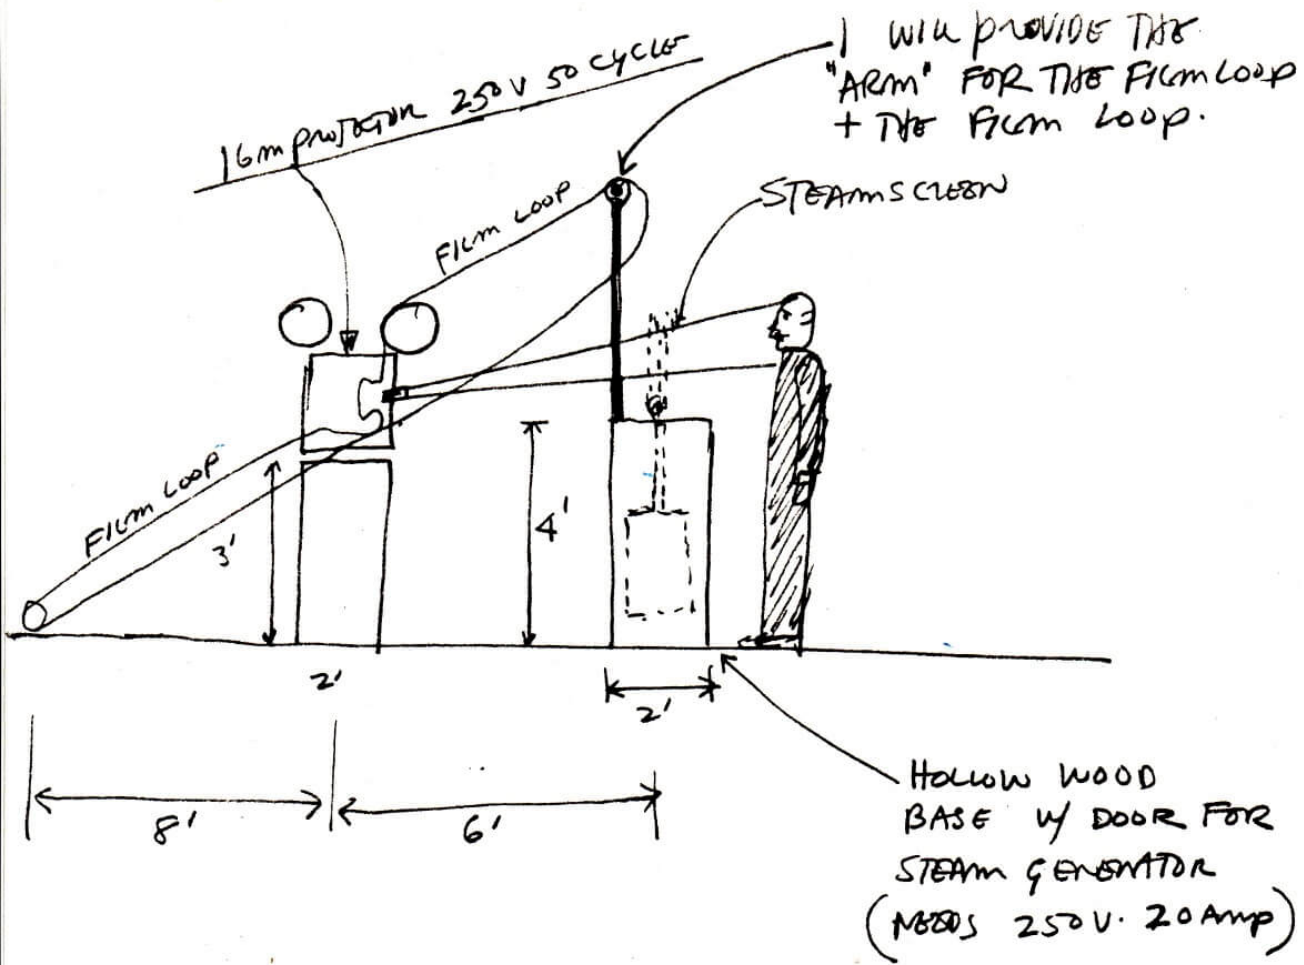 I WILL PROVIDE THE
"ARM" FOR THE FILM LOOP
+ THE FILM LOOP.
16m PROJECTOR 250V 50 CYCLE
STEAM SCREEN
FILM LOOP
FILM LOOP
3'
4'
2'
2'
8'
6'
HOLLOW WOOD
BASE W/ DOOR FOR
STEAM GENERATOR
(NEEDS 250V. 20 Amp)